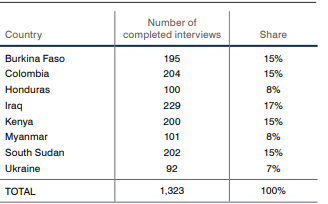 Country Number of completed interviews Share
Burkina Faso 195 15%
Colombia 204 15%
Honduras 100 8%
Iraq 229 17%
Kenya 200 15%
Myanmar 101 8%
South Sudan 202 15%
Ukraine 92 7%
TOTAL 1,323 100%